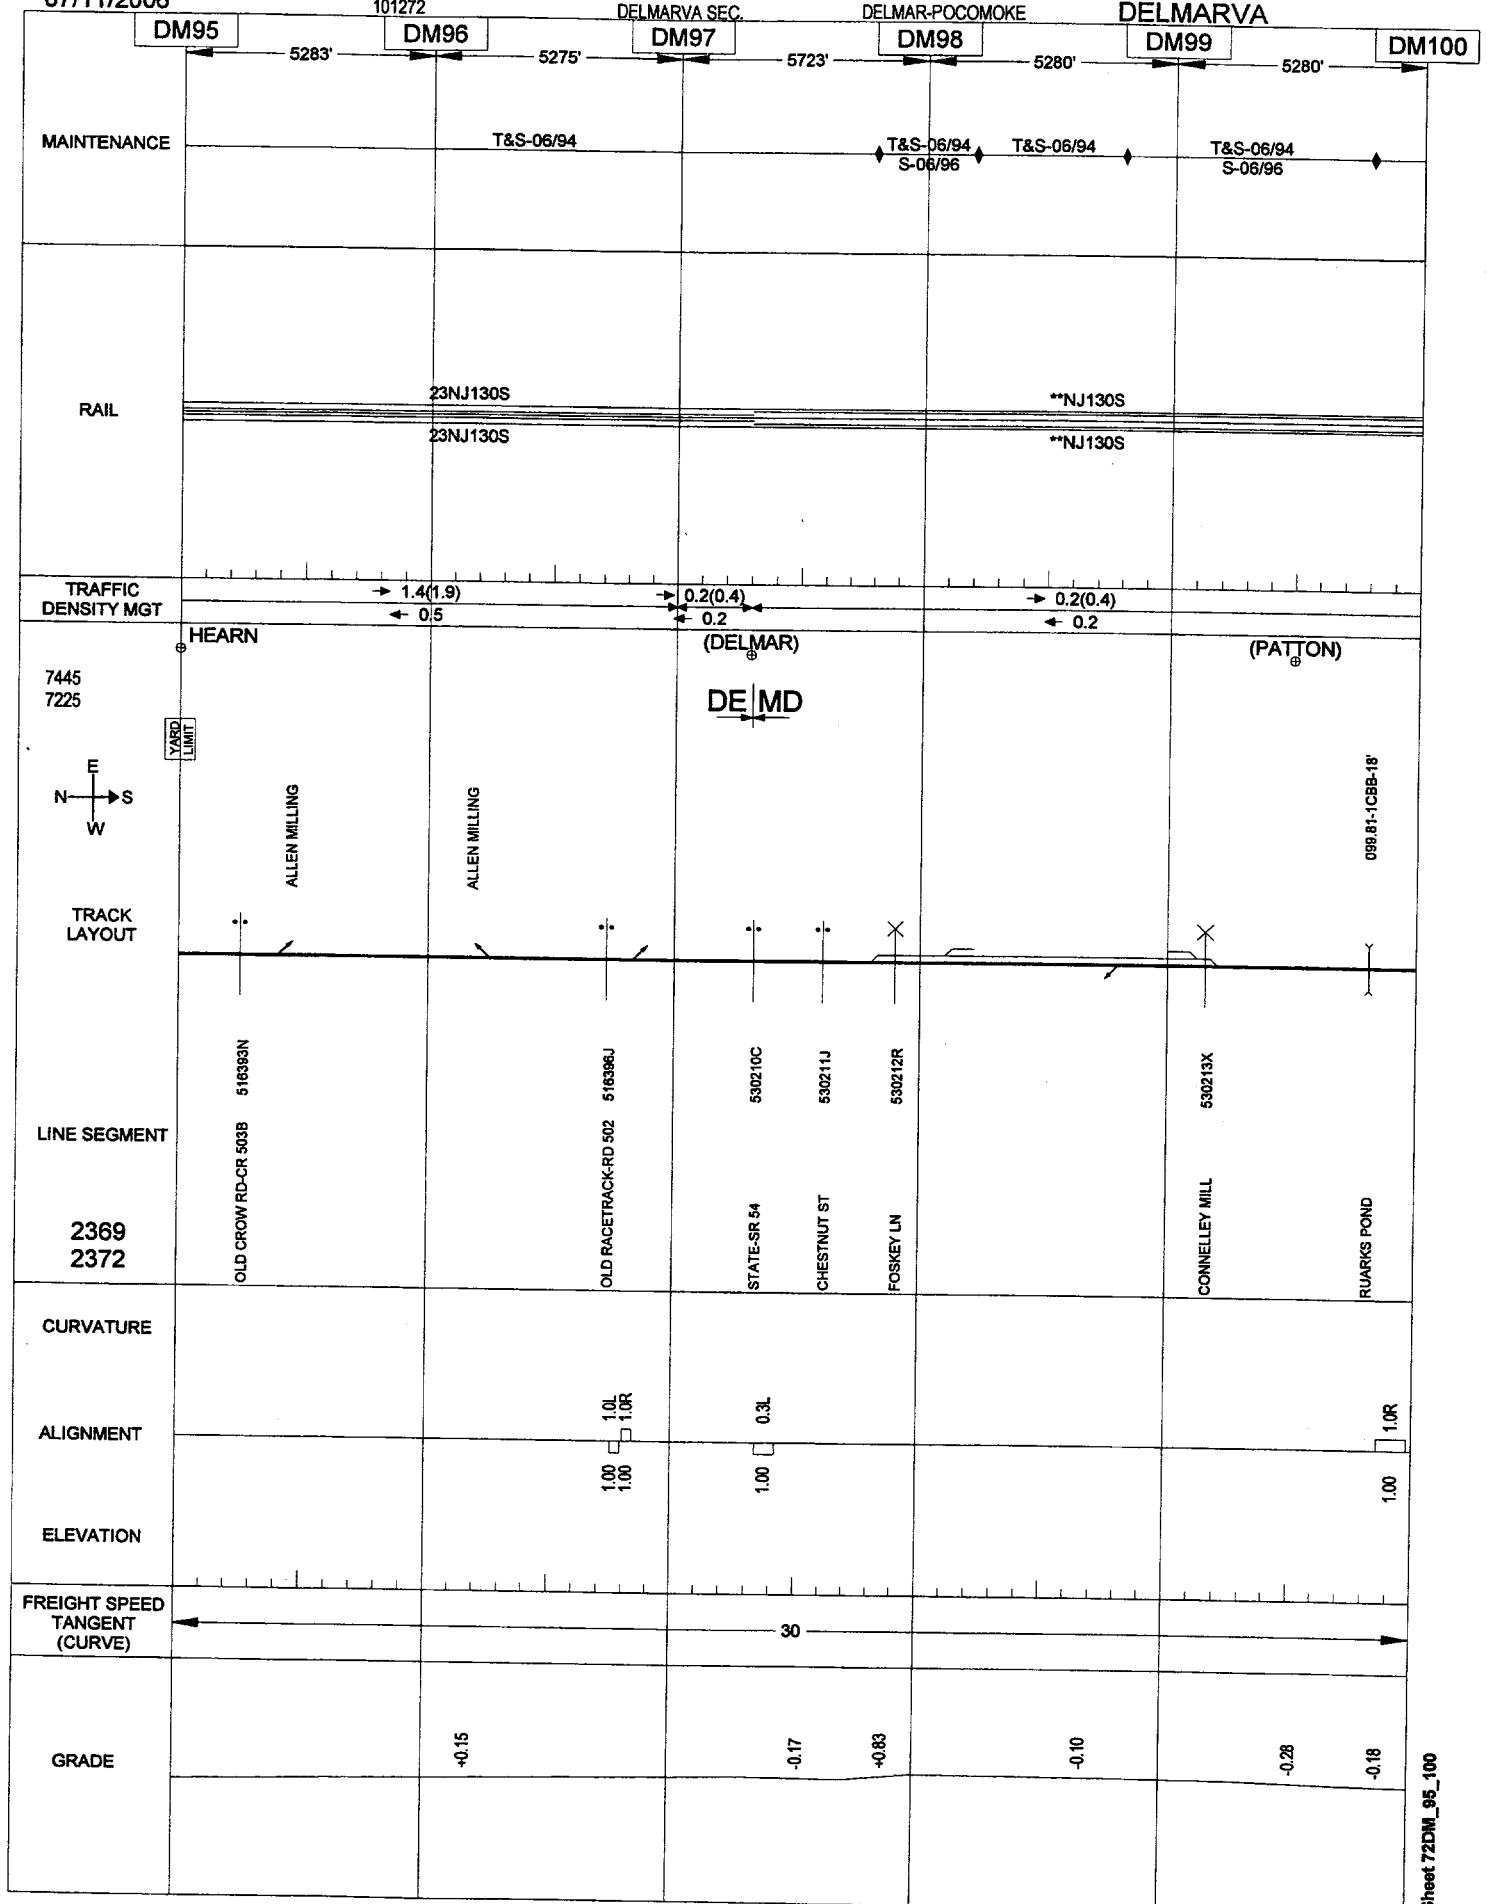 101272 DELMARVA SEC. DELMAR-POCOMOKE DELMARVA
DM95 DM96 DM97 DM98 DM99 DM100
5283' 5275' 5723' 5280' 5280'
MAINTENANCE
T&S-06/94 T&S-06/94 T&S-06/94 T&S-06/94
S-06/96 S-06/96
RAIL
23NJ130S **NJ130S
23NJ130S **NJ130S
TRAFFIC
DENSITY MGT
1.4(1.9) 0.2(0.4) 0.2(0.4)
0.5 0.2 0.2
HEARN (DELMAR) (PATTON)
7445
7225
DE MD
YARD
LIMIT
E
N S
W
ALLEN MILLING
ALLEN MILLING
099.81-1CBB-18'
TRACK
LAYOUT
LINE SEGMENT
2369
2372
OLD CROW RD-CR 503B 516393N
OLD RACETRACK-RD 502 516396J
STATE-SR 54 530210C
CHESTNUT ST 530211J
FOSKEY LN 530212R
CONNELLEY MILL 530213X
RUARKS POND
CURVATURE
1.0L
1.0R
0.3L
1.0R
ALIGNMENT
1.00
1.00
1.00
1.00
ELEVATION
FREIGHT SPEED
TANGENT
(CURVE)
30
GRADE
+0.15
-0.17
+0.83
-0.10
-0.28
-0.18
Sheet 72DM_95_100